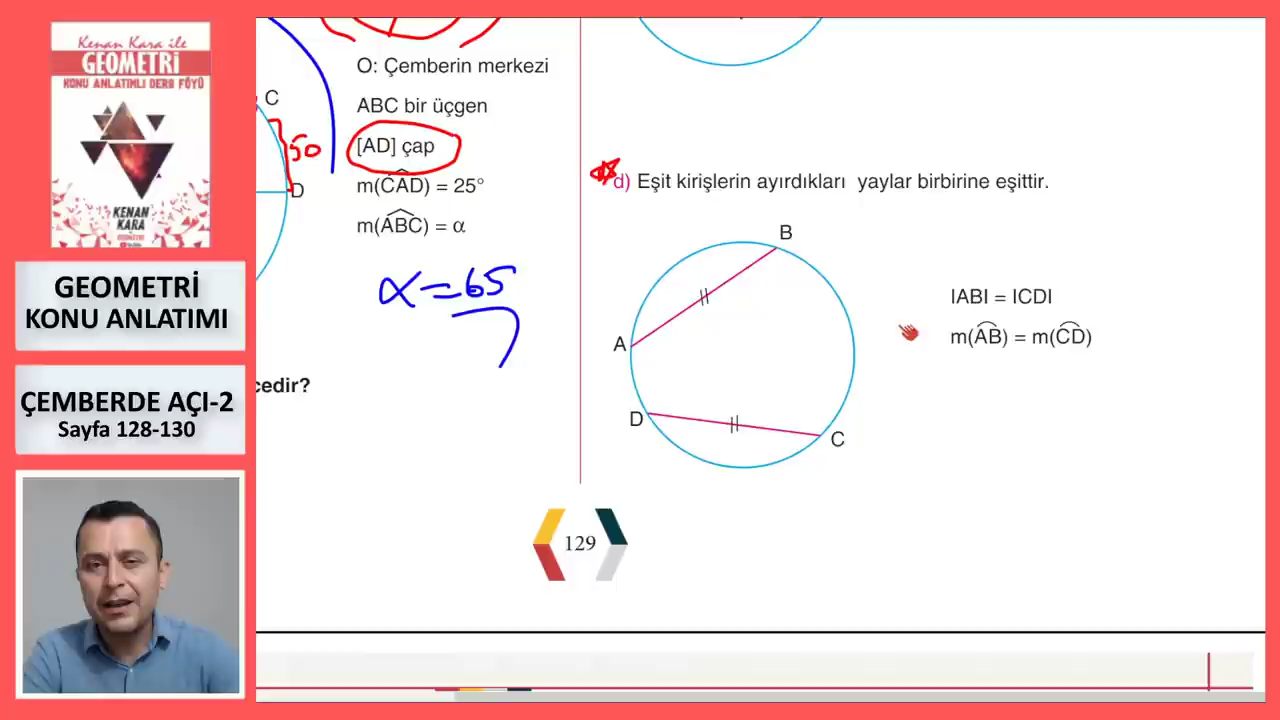 Kenan Kara ile
GEOMETRİ
KONU ANLATIMLI DERS FÖYÜ
KENAN
KARA
GEOMETRİ
KONU ANLATIMI
ÇEMBERDE AÇI-2
Sayfa 128-130
C
50
D
O: Çemberin merkezi
ABC bir üçgen
[AD] çap
m(CAD) = 25°
m(ABC) = α
α = 65
cedir?
d) Eşit kirişlerin ayırdıkları yaylar birbirine eşittir.
B
A
D
C
IABI = ICDI
m(AB) = m(CD)
129